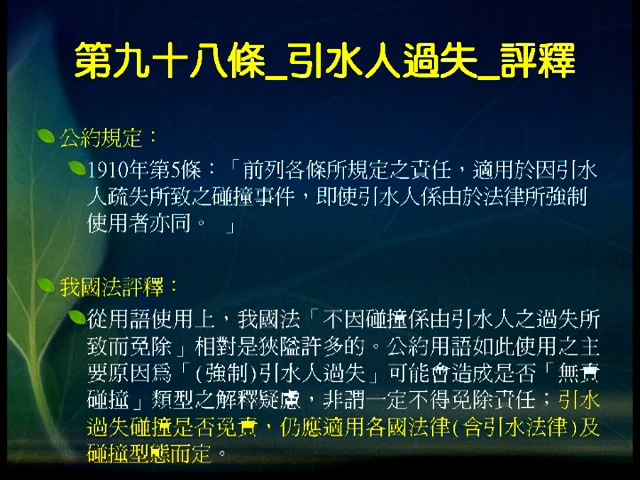 第九十八條_引水人過失_評釋
公約規定：
1910年第5條：「前列各條所規定之責任，適用於因引水
人疏失所致之碰撞事件，即使引水人係由於法律所強制
使用者亦同。　」
我國法評釋：
從用語使用上，我國法「不因碰撞係由引水人之過失所
致而免除」相對是狹隘許多的。公約用語如此使用之主
要原因為「(強制)引水人過失」可能會造成是否「無責
碰撞」類型之解釋疑慮，非謂一定不得免除責任；引水
過失碰撞是否免責，仍應適用各國法律(含引水法律)及
碰撞型態而定。